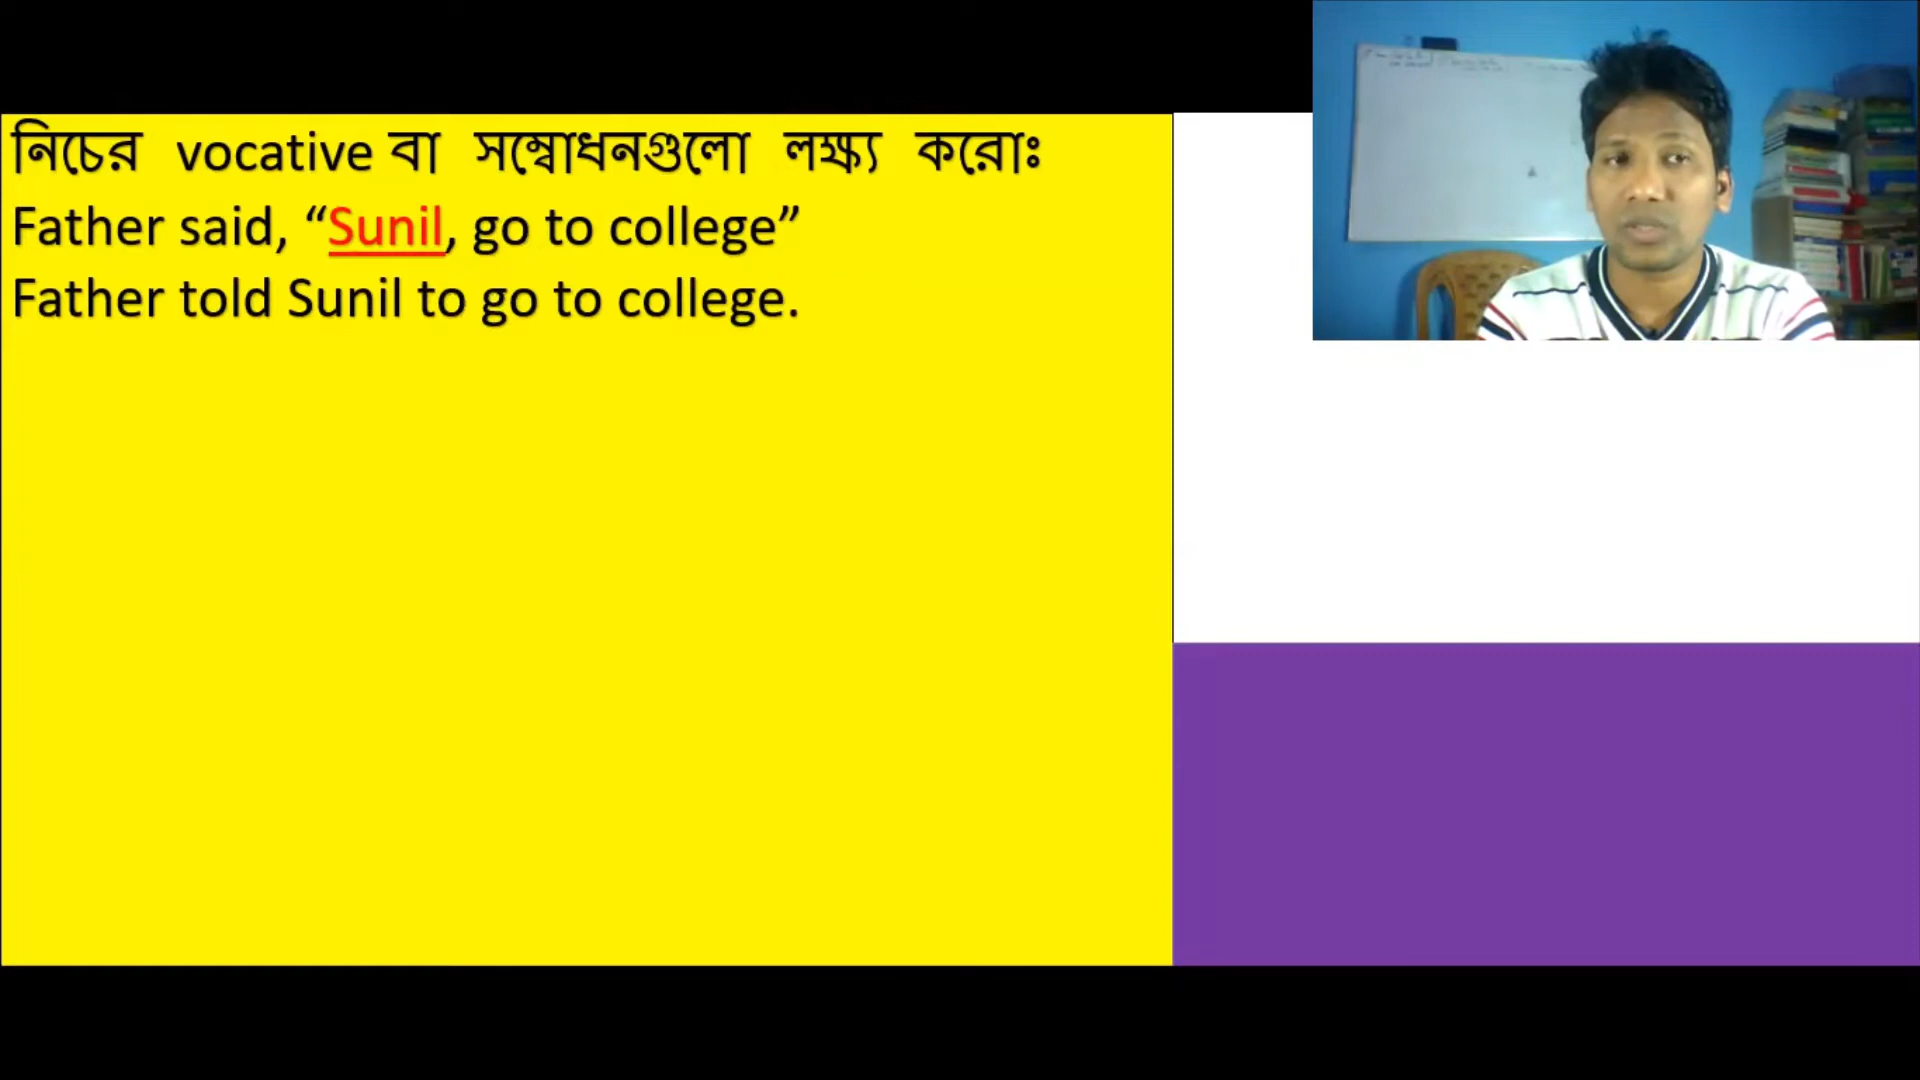 নিচের vocative বা সম্বোধনগুলো লক্ষ্য করোঃ
Father said, “Sunil, go to college”
Father told Sunil to go to college.